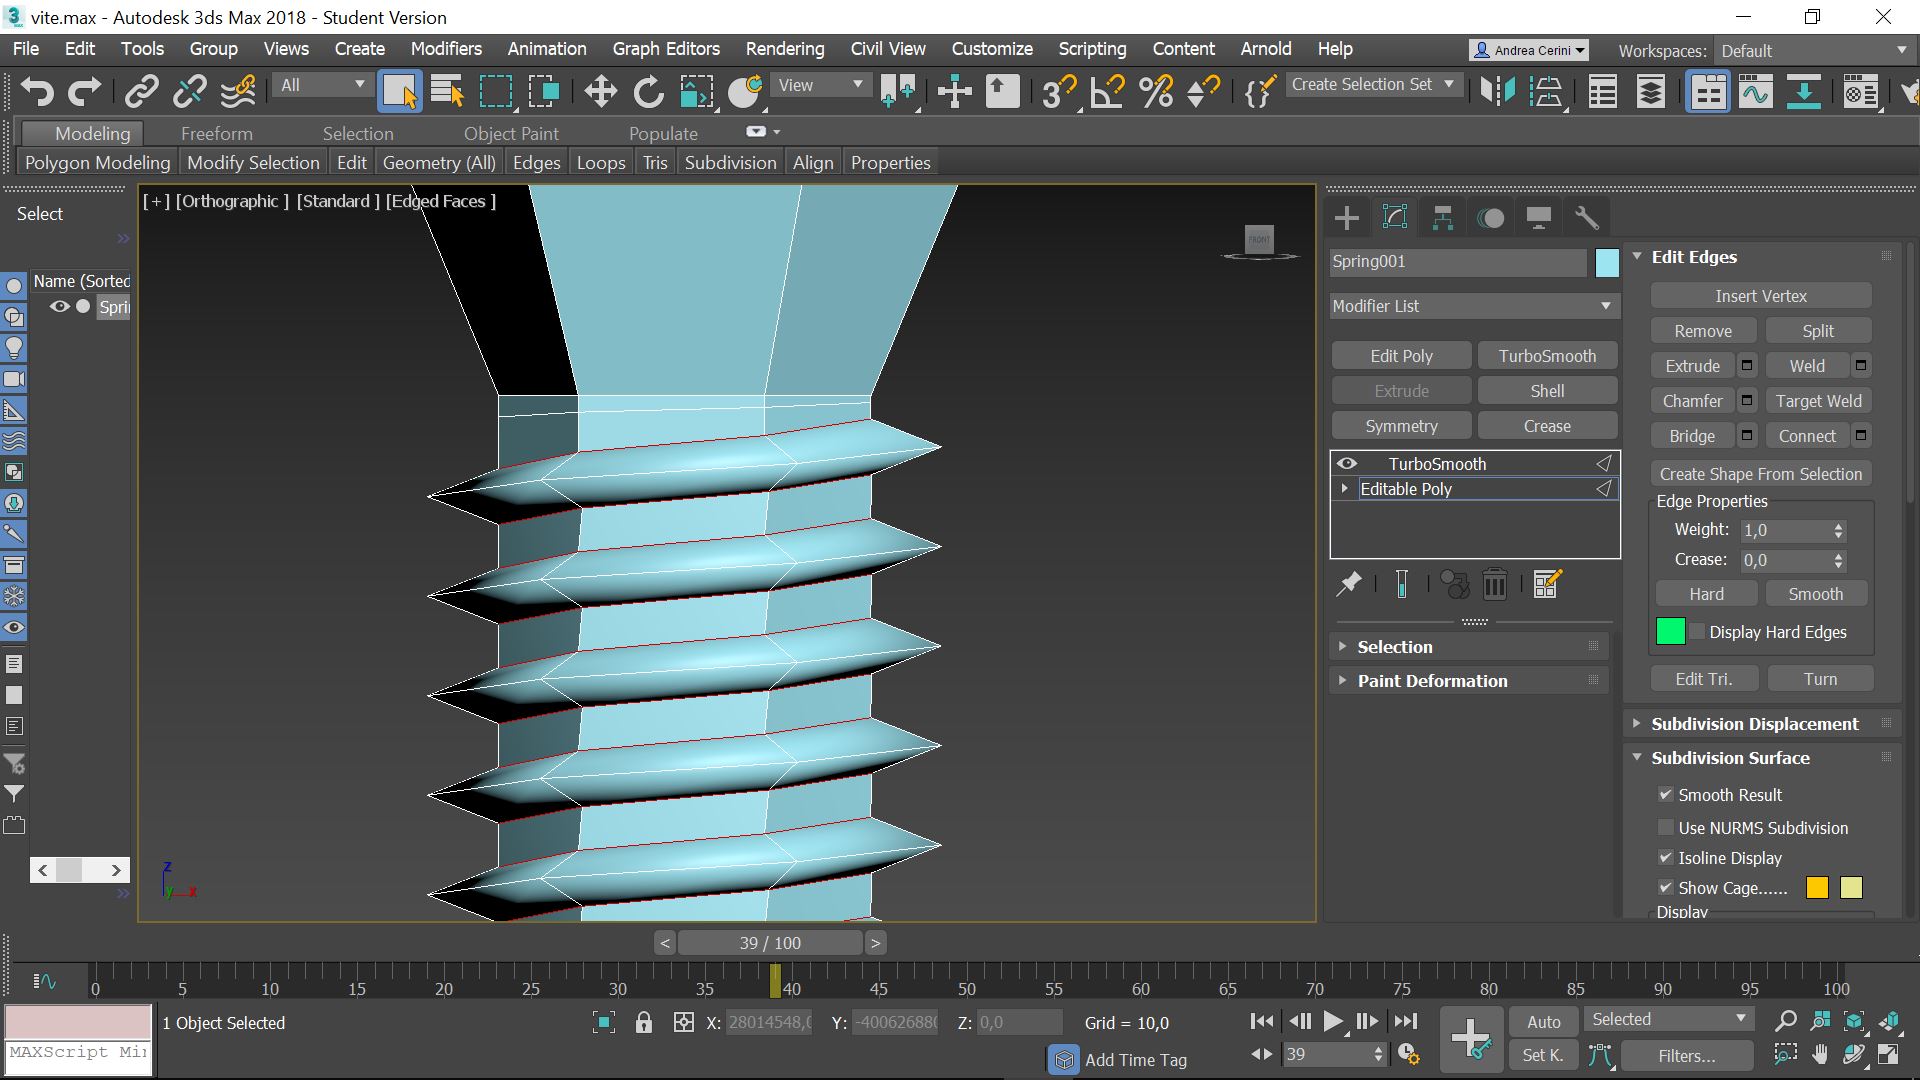 vite.max - Autodesk 3ds Max 2018 - Student Version
File Edit Tools Group Views Create Modifiers Animation Graph Editors Rendering Civil View Customize Scripting Content Arnold Help Andrea Cerini Workspaces: Default
All View Create Selection Set
Modeling Freeform Selection Object Paint Populate
Polygon Modeling Modify Selection Edit Geometry (All) Edges Loops Tris Subdivision Align Properties
Select
Name (Sorted
Spri
[+] [Orthographic ] [Standard ] [Edged Faces ]
FRONT
z
y x
Spring001
Modifier List
Edit Poly TurboSmooth
Extrude Shell
Symmetry Crease
TurboSmooth
Editable Poly
Selection
Paint Deformation
Edit Edges
Insert Vertex
Remove Split
Extrude Weld
Chamfer Target Weld
Bridge Connect
Create Shape From Selection
Edge Properties
Weight: 1,0
Crease: 0,0
Hard Smooth
Display Hard Edges
Edit Tri. Turn
Subdivision Displacement
Subdivision Surface
Smooth Result
Use NURMS Subdivision
Isoline Display
Show Cage......
Display
< 39 / 100 >
0 5 10 15 20 25 30 35 40 45 50 55 60 65 70 75 80 85 90 95 100
1 Object Selected X: 28014548,0 Y: -400626880 Z: 0,0 Grid = 10,0 Auto Selected
MAXScript Mi Add Time Tag 39 Set K. Filters...